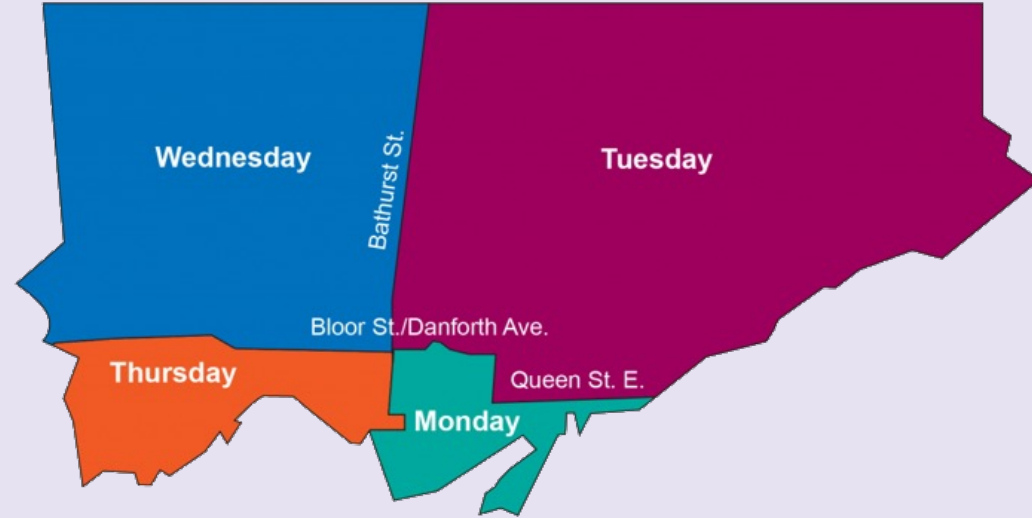 Wednesday
Tuesday
Bathurst St.
Bloor St./Danforth Ave.
Thursday
Queen St. E.
Monday